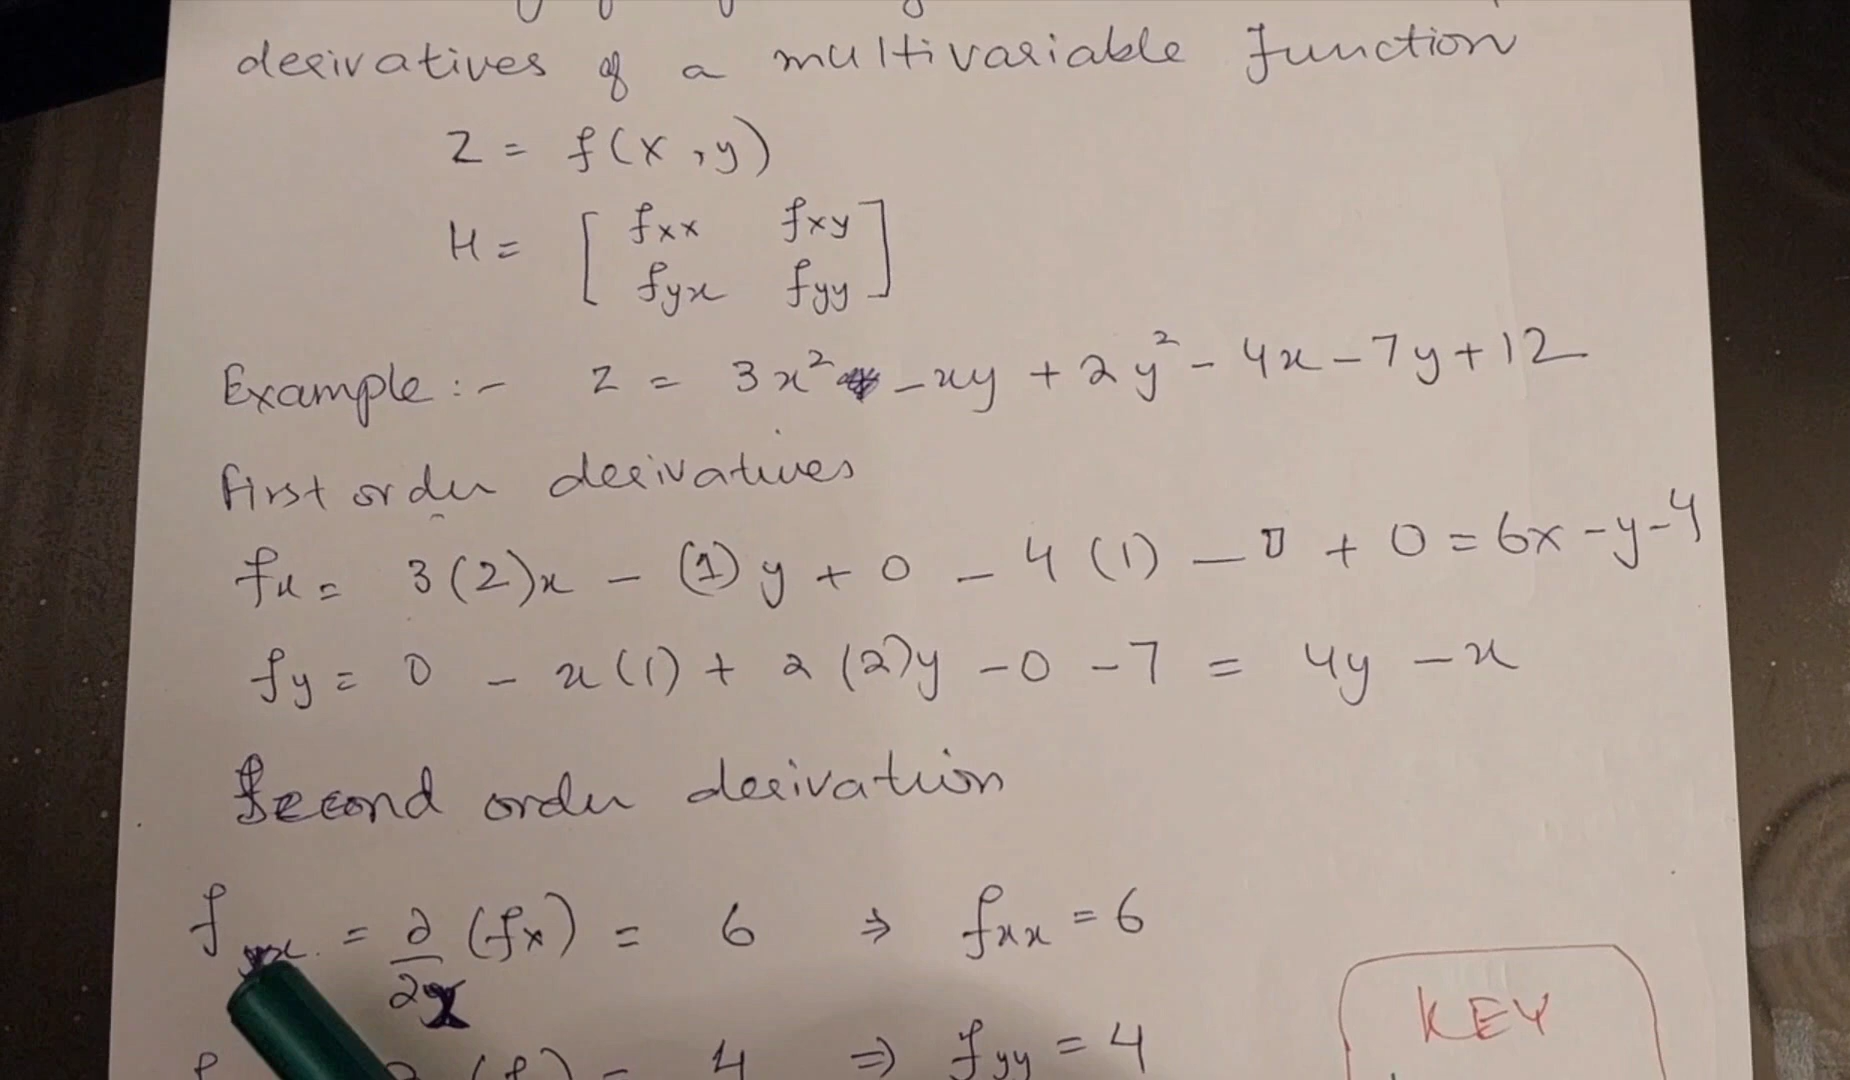 derivatives of a multivariable function
Z = f(x,y)
H = [ fxx fxy
fyx fyy ]
Example :- z = 3x² - xy + 2y² - 4x - 7y + 12
first order derivatives
fx = 3(2)x - (1)y + 0 - 4(1) - 0 + 0 = 6x - y - 4
fy = 0 - x(1) + 2(2)y - 0 - 7 = 4y - x
Second order derivation
f = ∂/∂x (fx) = 6 ⇒ fxx = 6
4 ⇒ fyy = 4
KEY